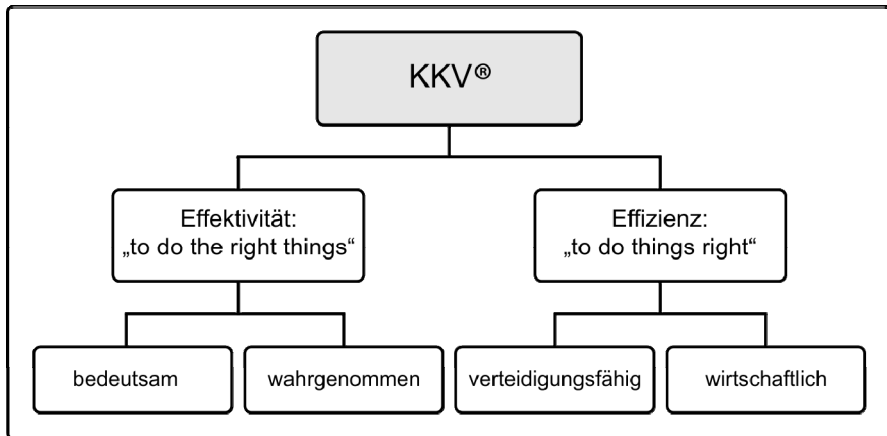 KKV®
Effektivität:
„to do the right things“
Effizienz:
„to do things right“
bedeutsam
wahrgenommen
verteidigungsfähig
wirtschaftlich